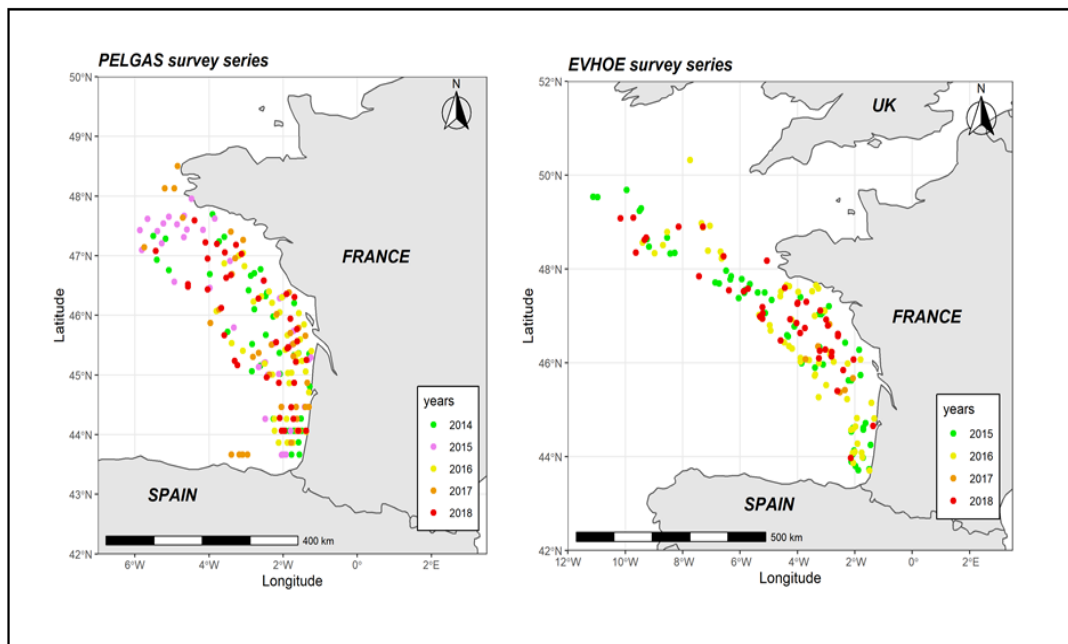 PELGAS survey series
50°N
49°N
48°N
47°N
46°N
45°N
44°N
43°N
42°N
Latitude
N
FRANCE
SPAIN
years
2014
2015
2016
2017
2018
400 km
6°W
4°W
2°W
0°
2°E
Longitude
EVHOE survey series
52°N
50°N
48°N
46°N
44°N
42°N
Latitude
N
UK
FRANCE
SPAIN
years
2015
2016
2017
2018
500 km
12°W
10°W
8°W
6°W
4°W
2°W
0°
2°E
Longitude